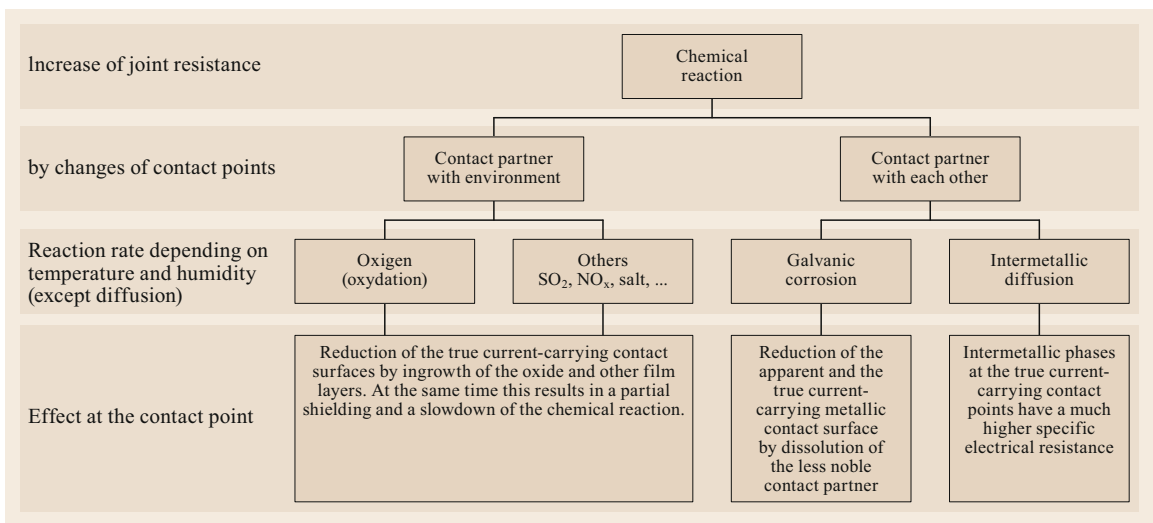 Increase of joint resistance
Chemical
reaction
by changes of contact points
Contact partner
with environment
Contact partner
with each other
Reaction rate depending on
temperature and humidity
(except diffusion)
Oxigen
(oxydation)
Others
SO₂, NOₓ, salt, ...
Galvanic
corrosion
Intermetallic
diffusion
Effect at the contact point
Reduction of the true current-carrying contact
surfaces by ingrowth of the oxide and other film
layers. At the same time this results in a partial
shielding and a slowdown of the chemical reaction.
Reduction of the
apparent and the
true current-
carrying metallic
contact surface
by dissolution of
the less noble
contact partner
Intermetallic phases
at the true current-
carrying contact
points have a much
higher specific
electrical resistance